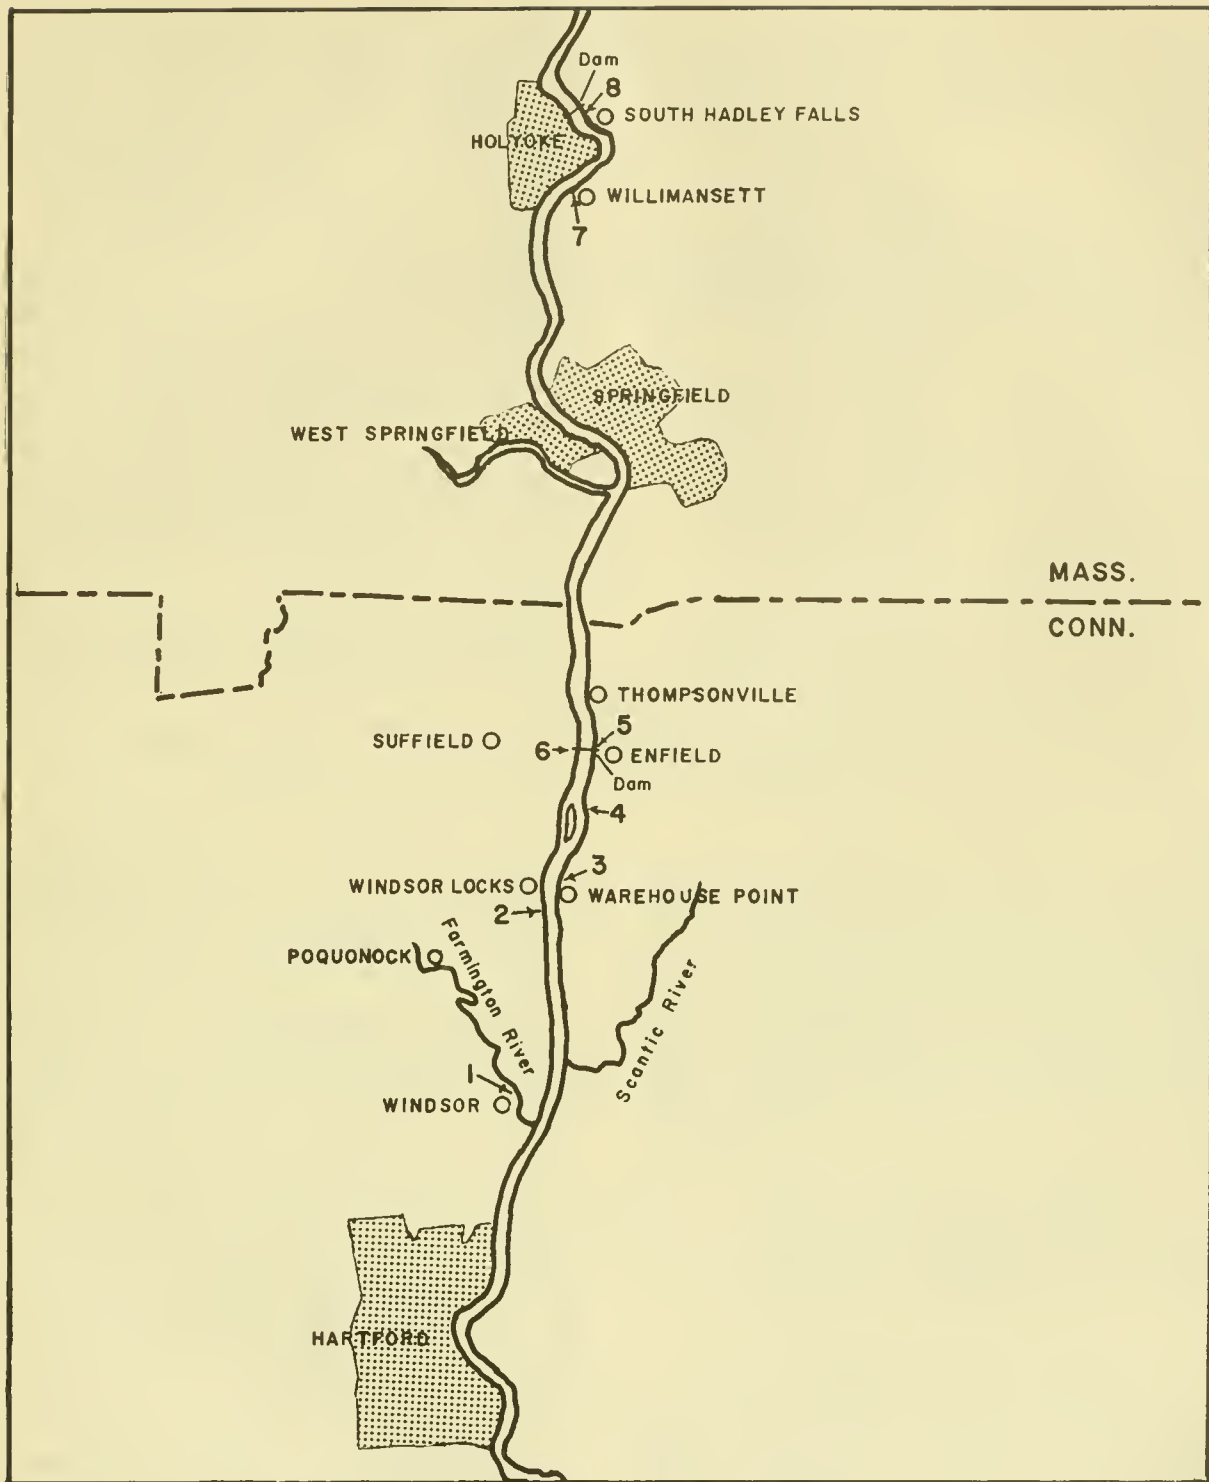 Dam
8
SOUTH HADLEY FALLS
HOLYOKE
WILLIMANSETT
7
SPRINGFIELD
WEST SPRINGFIELD
MASS.
CONN.
THOMPSONVILLE
5
SUFFIELD
6
ENFIELD
Dam
4
3
WINDSOR LOCKS
WAREHOUSE POINT
2
Farmington River
POQUONOCK
Scantic River
1
WINDSOR
HARTFORD